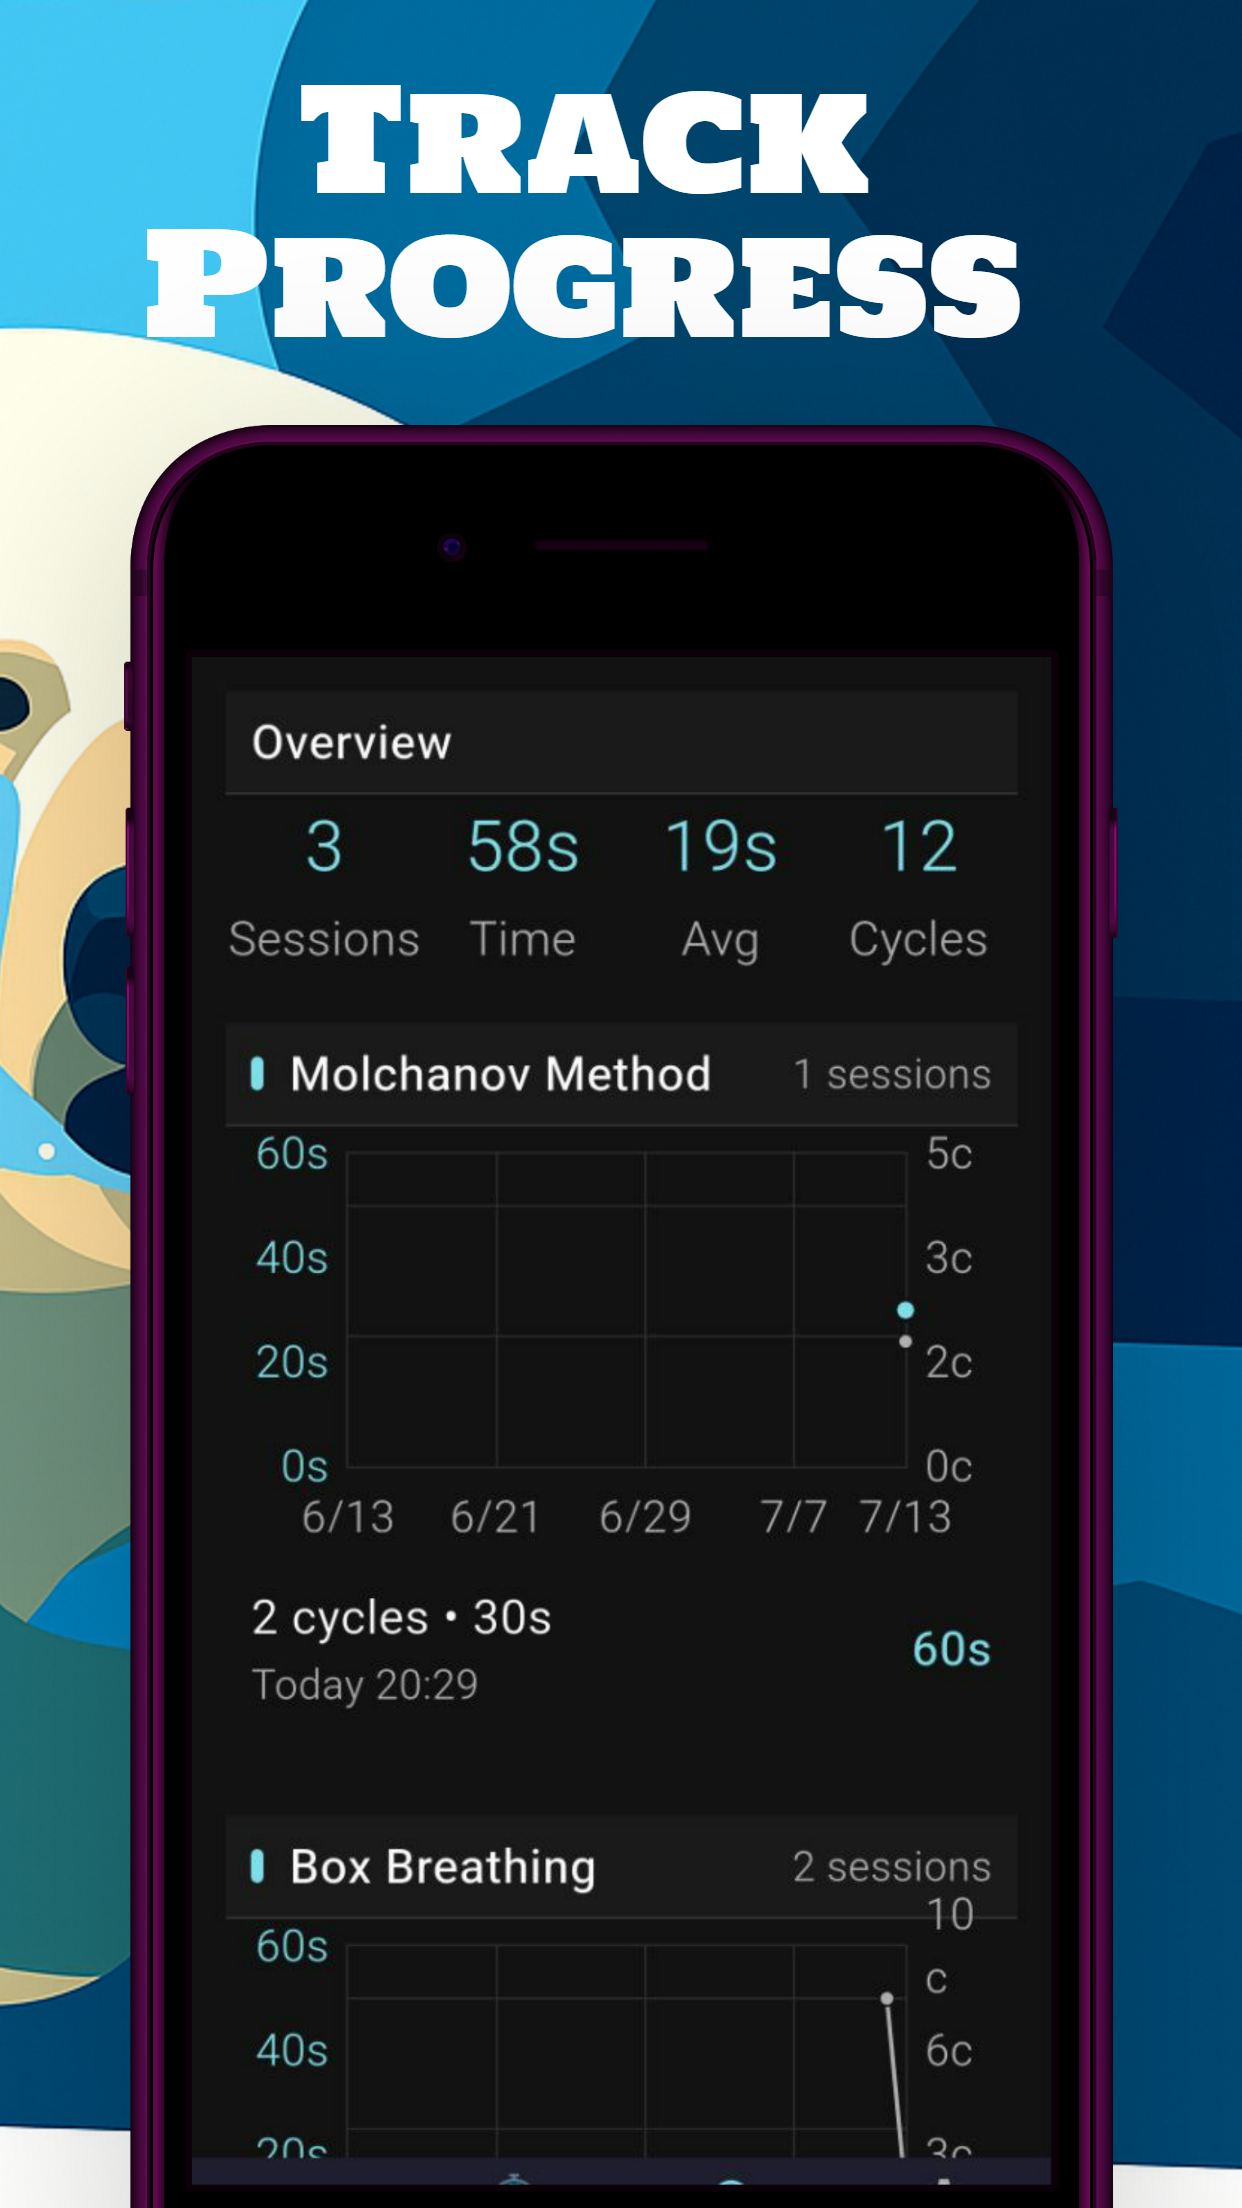 TRACK
PROGRESS
Overview
3 58s 19s 12
Sessions Time Avg Cycles
Molchanov Method 1 sessions
60s 5c
40s 3c
20s 2c
0s 0c
6/13 6/21 6/29 7/7 7/13
2 cycles • 30s
60s
Today 20:29
Box Breathing 2 sessions
10
60s
c
40s 6c
20s 3c